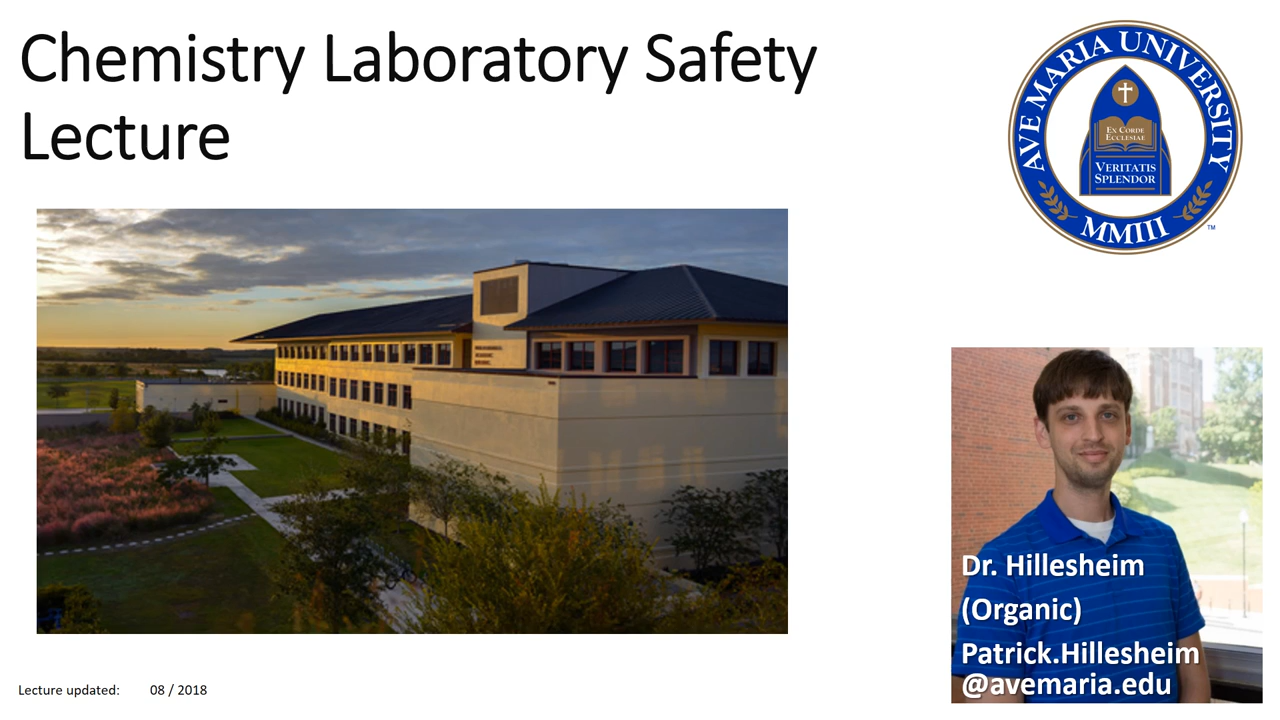 Chemistry Laboratory Safety
Lecture
AVE MARIA UNIVERSITY
EX CORDE
ECCLESIAE
VERITATIS
SPLENDOR
MMIII
TM
Dr. Hillesheim
(Organic)
Patrick.Hillesheim
@avemaria.edu
Lecture updated: 08 / 2018